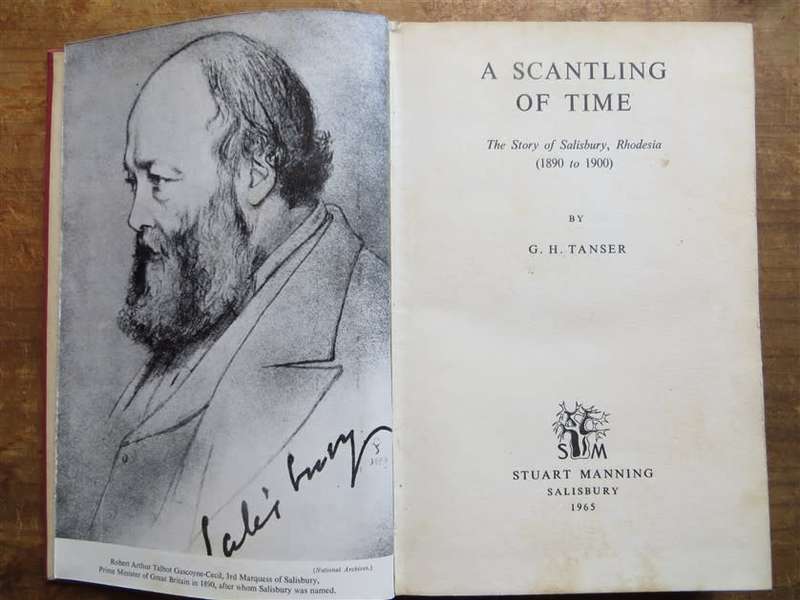 Salisbury
Robert Arthur Talbot Gascoyne-Cecil, 3rd Marquess of Salisbury,
(National Archives.)
Prime Minister of Great Britain in 1890, after whom Salisbury was named.
A SCANTLING
OF TIME
The Story of Salisbury, Rhodesia
(1890 to 1900)
BY
G. H. TANSER
S M
STUART MANNING
SALISBURY
1965